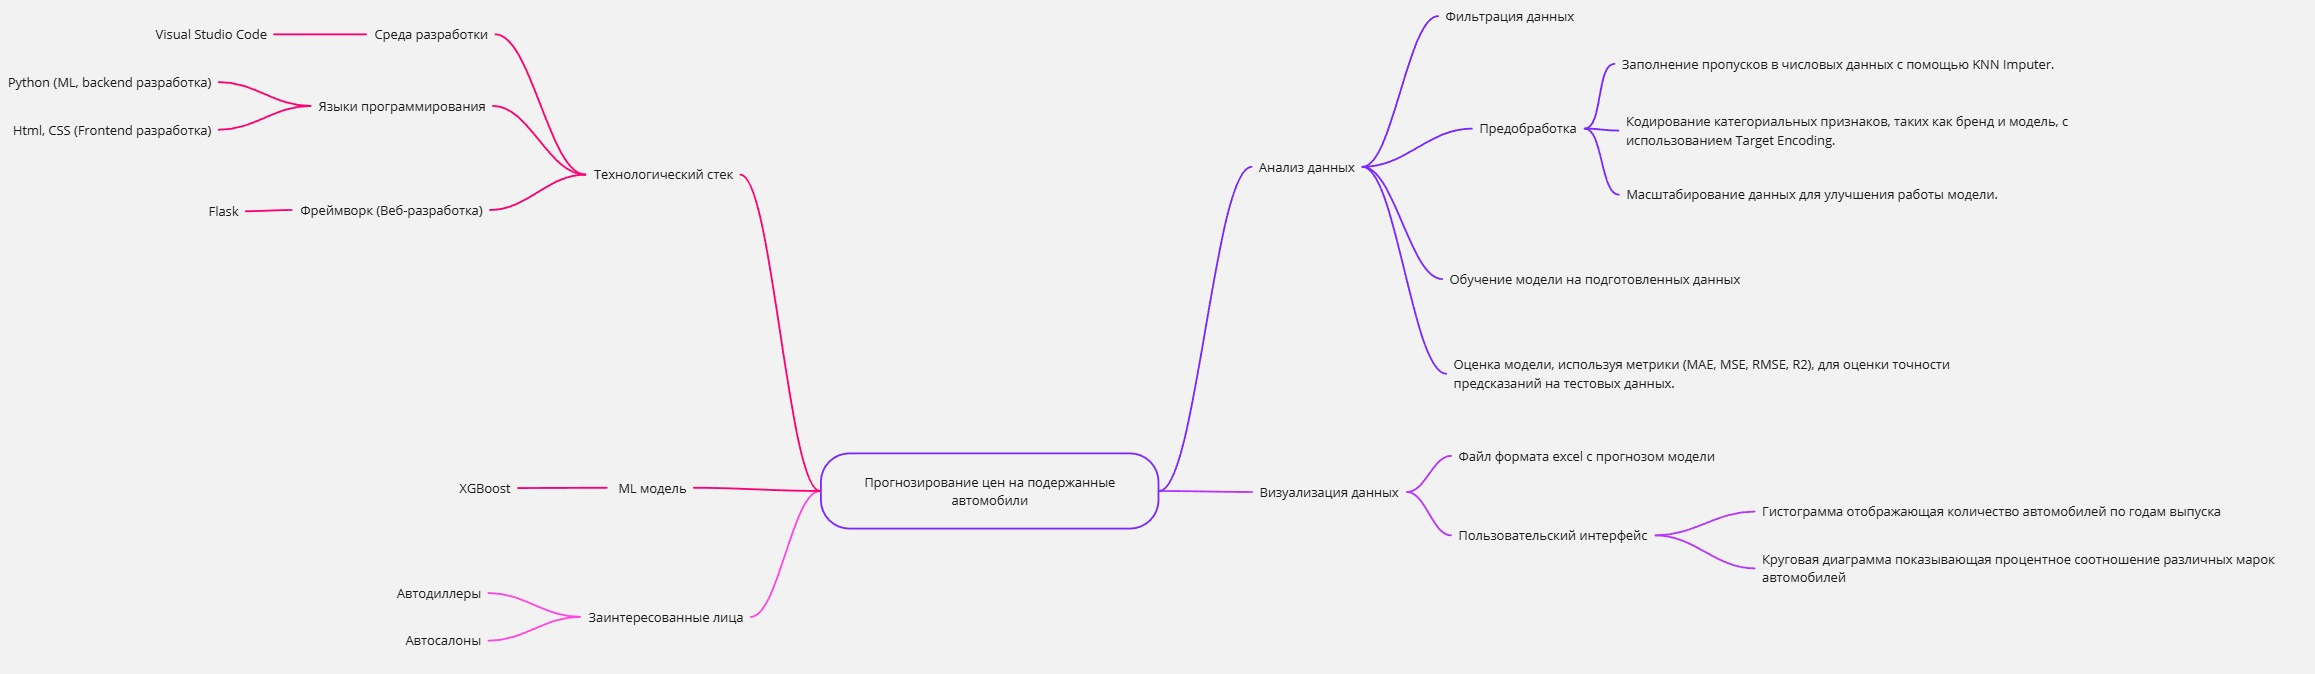 Visual Studio Code
Среда разработки
Python (ML, backend разработка)
Языки программирования
Html, CSS (Frontend разработка)
Технологический стек
Flask
Фреймворк (Веб-разработка)
XGBoost
ML модель
Автодиллеры
Заинтересованные лица
Автосалоны
Прогнозирование цен на подержанные
автомобили
Анализ данных
Фильтрация данных
Предобработка
Заполнение пропусков в числовых данных с помощью KNN Imputer.
Кодирование категориальных признаков, таких как бренд и модель, с
использованием Target Encoding.
Масштабирование данных для улучшения работы модели.
Обучение модели на подготовленных данных
Оценка модели, используя метрики (MAE, MSE, RMSE, R2), для оценки точности
предсказаний на тестовых данных.
Визуализация данных
Файл формата excel с прогнозом модели
Пользовательский интерфейс
Гистограмма отображающая количество автомобилей по годам выпуска
Круговая диаграмма показывающая процентное соотношение различных марок
автомобилей